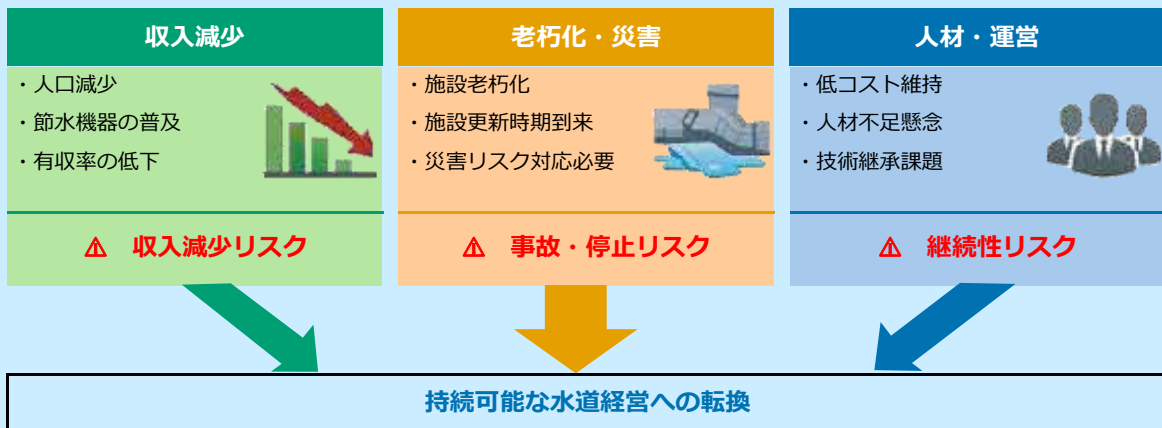 収入減少
・人口減少
・節水機器の普及
・有収率の低下
⚠ 収入減少リスク
老朽化・災害
・施設老朽化
・施設更新時期到来
・災害リスク対応必要
⚠ 事故・停止リスク
人材・運営
・低コスト維持
・人材不足懸念
・技術継承課題
⚠ 継続性リスク
持続可能な水道経営への転換